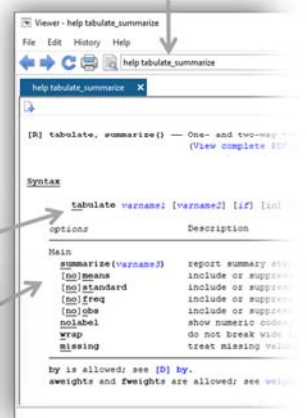 Viewer - help tabulate_summarize
File Edit History Help
help tabulate_summarize
help tabulate_summarize ×
[R] tabulate, summarize() — One- and two-way
(View complete PDF
Syntax
tabulate varname1 [varname2] [if] [in]
options Description
Main
summarize(varname3) report summary
[no]means include or suppress
[no]standard include or suppress
[no]freq include or suppress
[no]obs include or suppress
nolabel show numeric codes,
wrap do not break wide
missing treat missing
by is allowed; see [D] by.
aweights and fweights are allowed; see